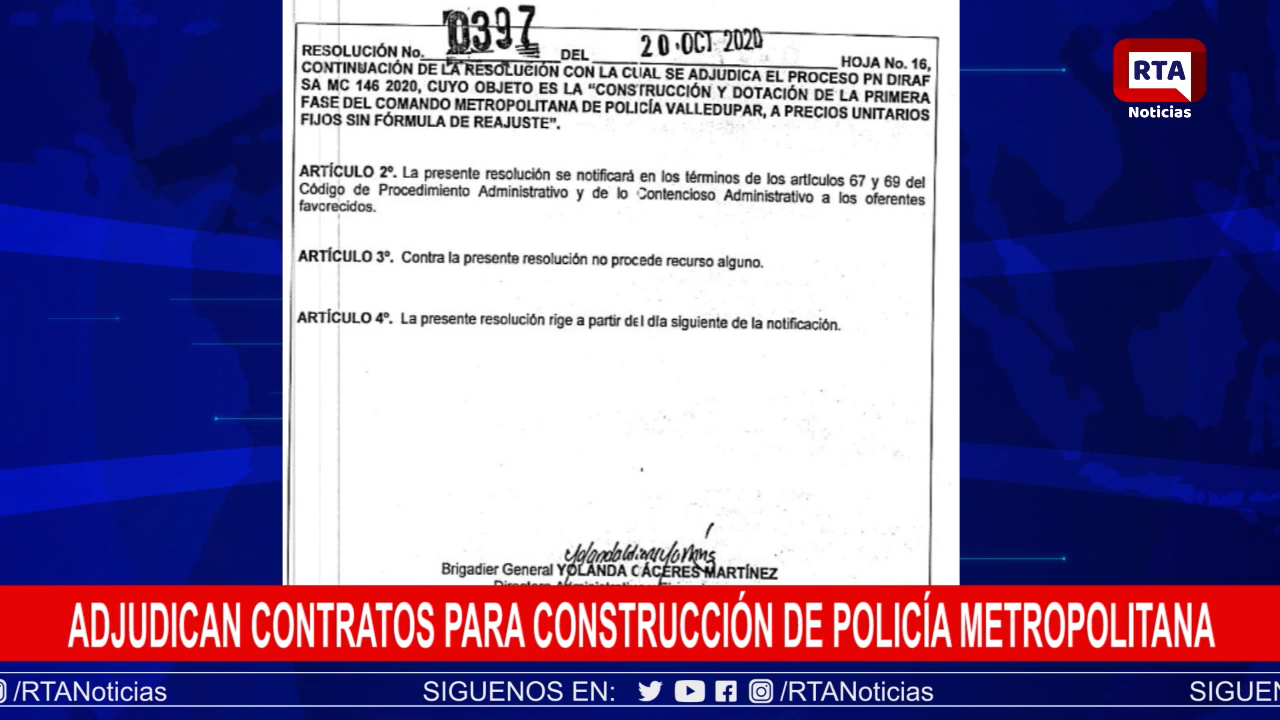 0397
20 OCT 2020
RESOLUCIÓN No. DEL HOJA No. 16,
CONTINUACIÓN DE LA RESOLUCIÓN CON LA CUAL SE ADJUDICA EL PROCESO PN DIRAF
SA MC 146 2020, CUYO OBJETO ES LA “CONSTRUCCIÓN Y DOTACIÓN DE LA PRIMERA
FASE DEL COMANDO METROPOLITANA DE POLICÍA VALLEDUPAR, A PRECIOS UNITARIOS
FIJOS SIN FÓRMULA DE REAJUSTE”.
ARTÍCULO 2º. La presente resolución se notificará en los términos de los artículos 67 y 69 del
Código de Procedimiento Administrativo y de lo Contencioso Administrativo a los oferentes
favorecidos.
ARTÍCULO 3º. Contra la presente resolución no procede recurso alguno.
ARTÍCULO 4º. La presente resolución rige a partir del día siguiente de la notificación.
Brigadier General YOLANDA CÁCERES MARTÍNEZ
RTA
Noticias
ADJUDICAN CONTRATOS PARA CONSTRUCCIÓN DE POLICÍA METROPOLITANA
/RTANoticias SIGUENOS EN: /RTANoticias SIGUEN